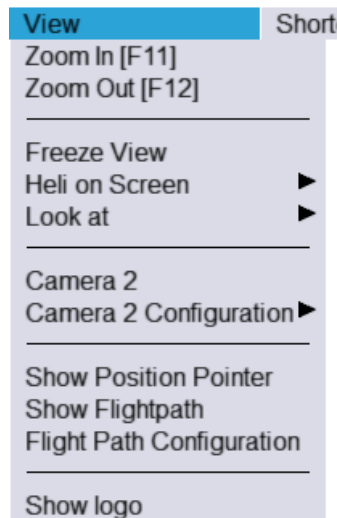 View Short
Zoom In [F11]
Zoom Out [F12]
Freeze View
Heli on Screen
Look at
Camera 2
Camera 2 Configuration
Show Position Pointer
Show Flightpath
Flight Path Configuration
Show logo